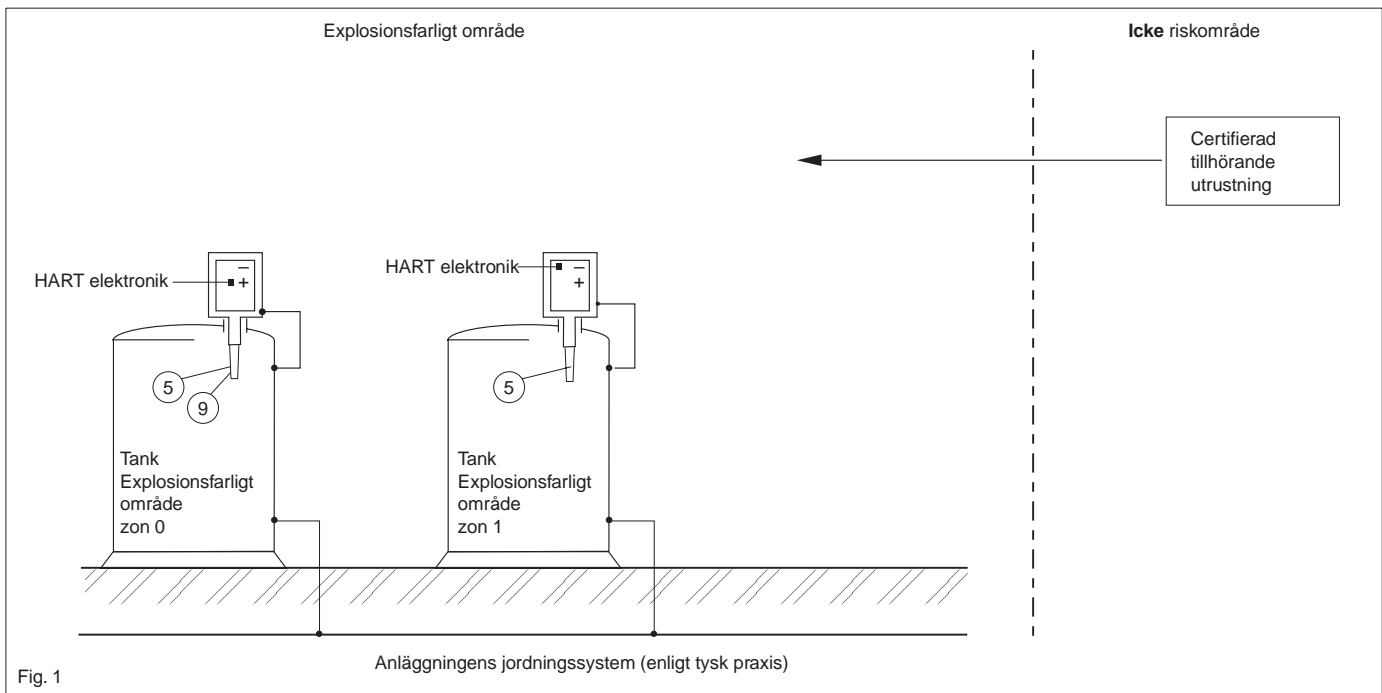 Explosionsfarligt område
Icke riskområde
Certifierad
tillhörande
utrustning
HART elektronik
–
+
HART elektronik
–
+
5
9
5
Tank
Explosionsfarligt
område
zon 0
Tank
Explosionsfarligt
område
zon 1
Anläggningens jordningssystem (enligt tysk praxis)
Fig. 1